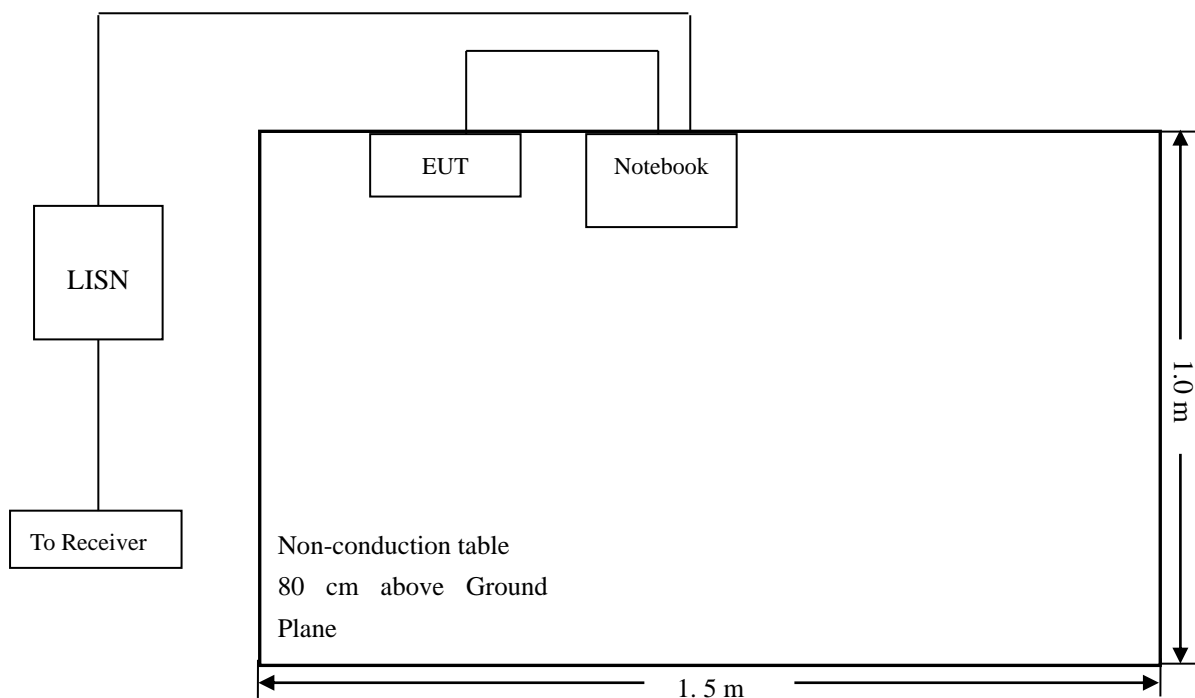 EUT
Notebook
LISN
To Receiver
Non-conduction table
80 cm above Ground
Plane
1.0 m
1. 5 m